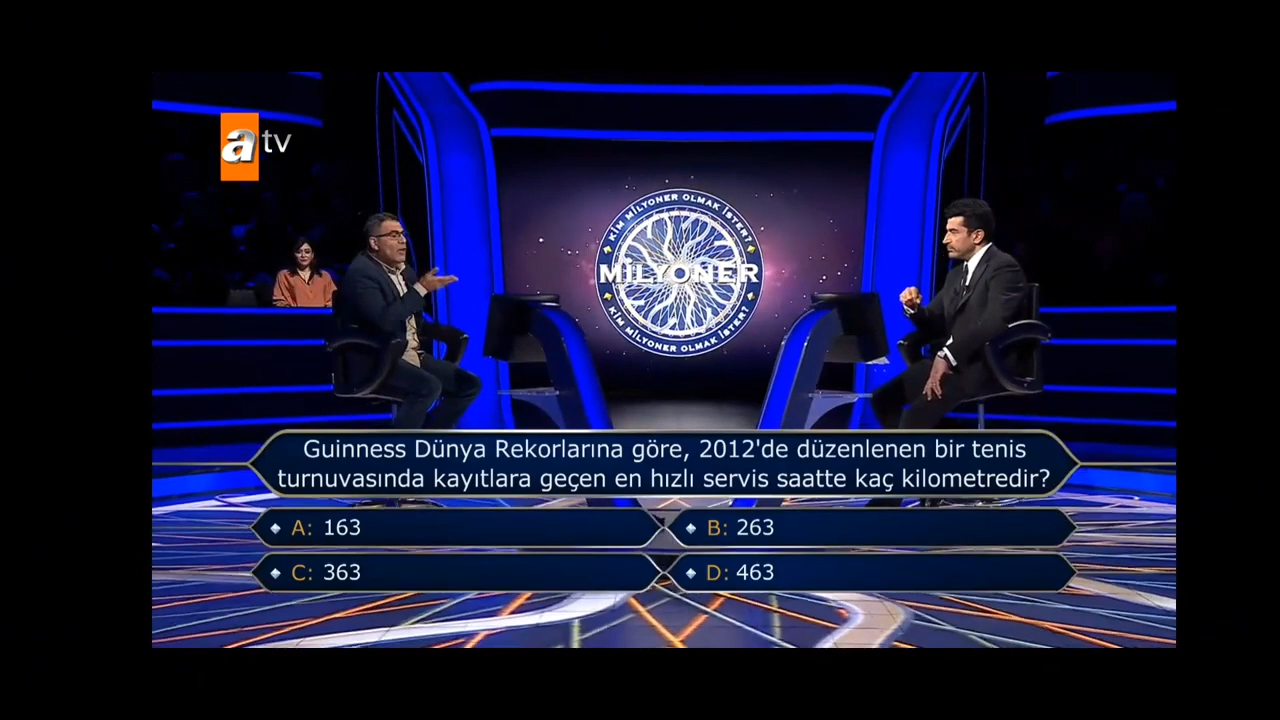 atv
KİM MİLYONER OLMAK İSTER?
MİLYONER
KİM MİLYONER OLMAK İSTER?
Guinness Dünya Rekorlarına göre, 2012'de düzenlenen bir tenis
turnuvasında kayıtlara geçen en hızlı servis saatte kaç kilometredir?
A: 163
B: 263
C: 363
D: 463